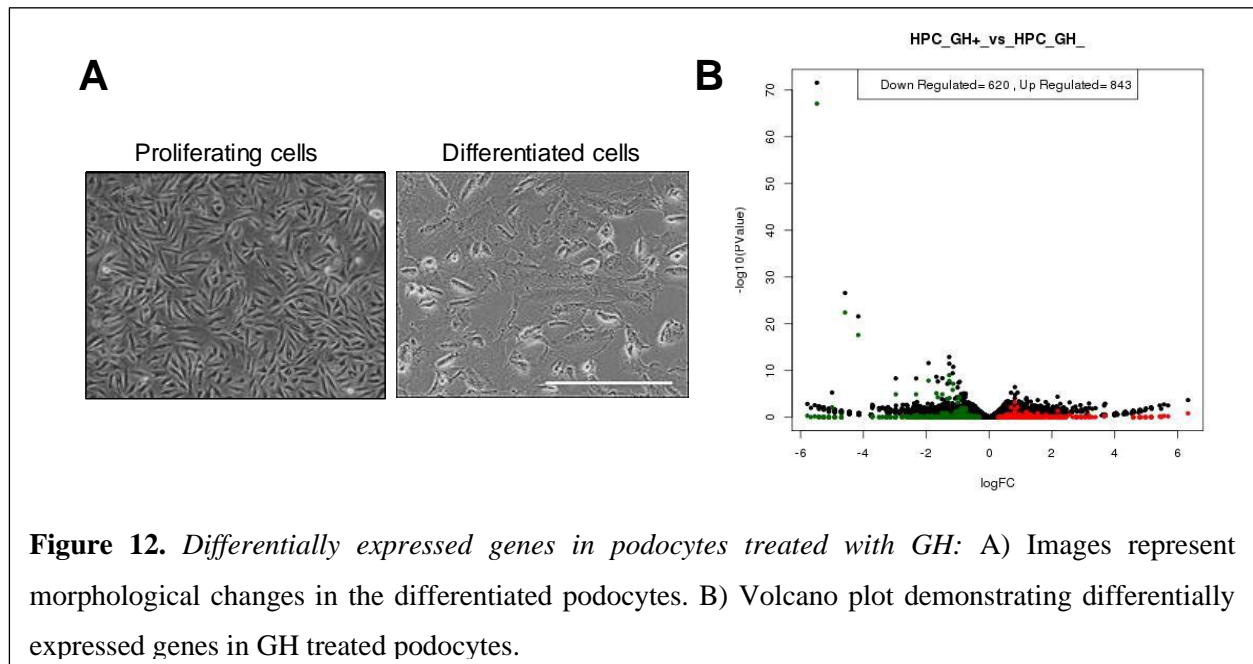 A
Proliferating cells
Differentiated cells
B
HPC_GH+_vs_HPC_GH_
Down Regulated= 620 , Up Regulated= 843
-log10(PValue)
70
60
50
40
30
20
10
0
-6 -4 -2 0 2 4 6
logFC
Figure 12. Differentially expressed genes in podocytes treated with GH: A) Images represent
morphological changes in the differentiated podocytes. B) Volcano plot demonstrating differentially
expressed genes in GH treated podocytes.